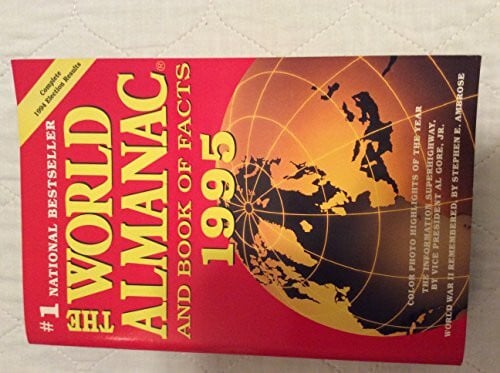 Complete
1994 Election Results
#1 NATIONAL BESTSELLER
THE
WORLD
ALMANAC®
AND BOOK OF FACTS
1995
COLOR PHOTO HIGHLIGHTS OF THE YEAR
THE INFORMATION SUPERHIGHWAY,
BY VICE PRESIDENT AL GORE, JR.
WORLD WAR II REMEMBERED, BY STEPHEN E. AMBROSE